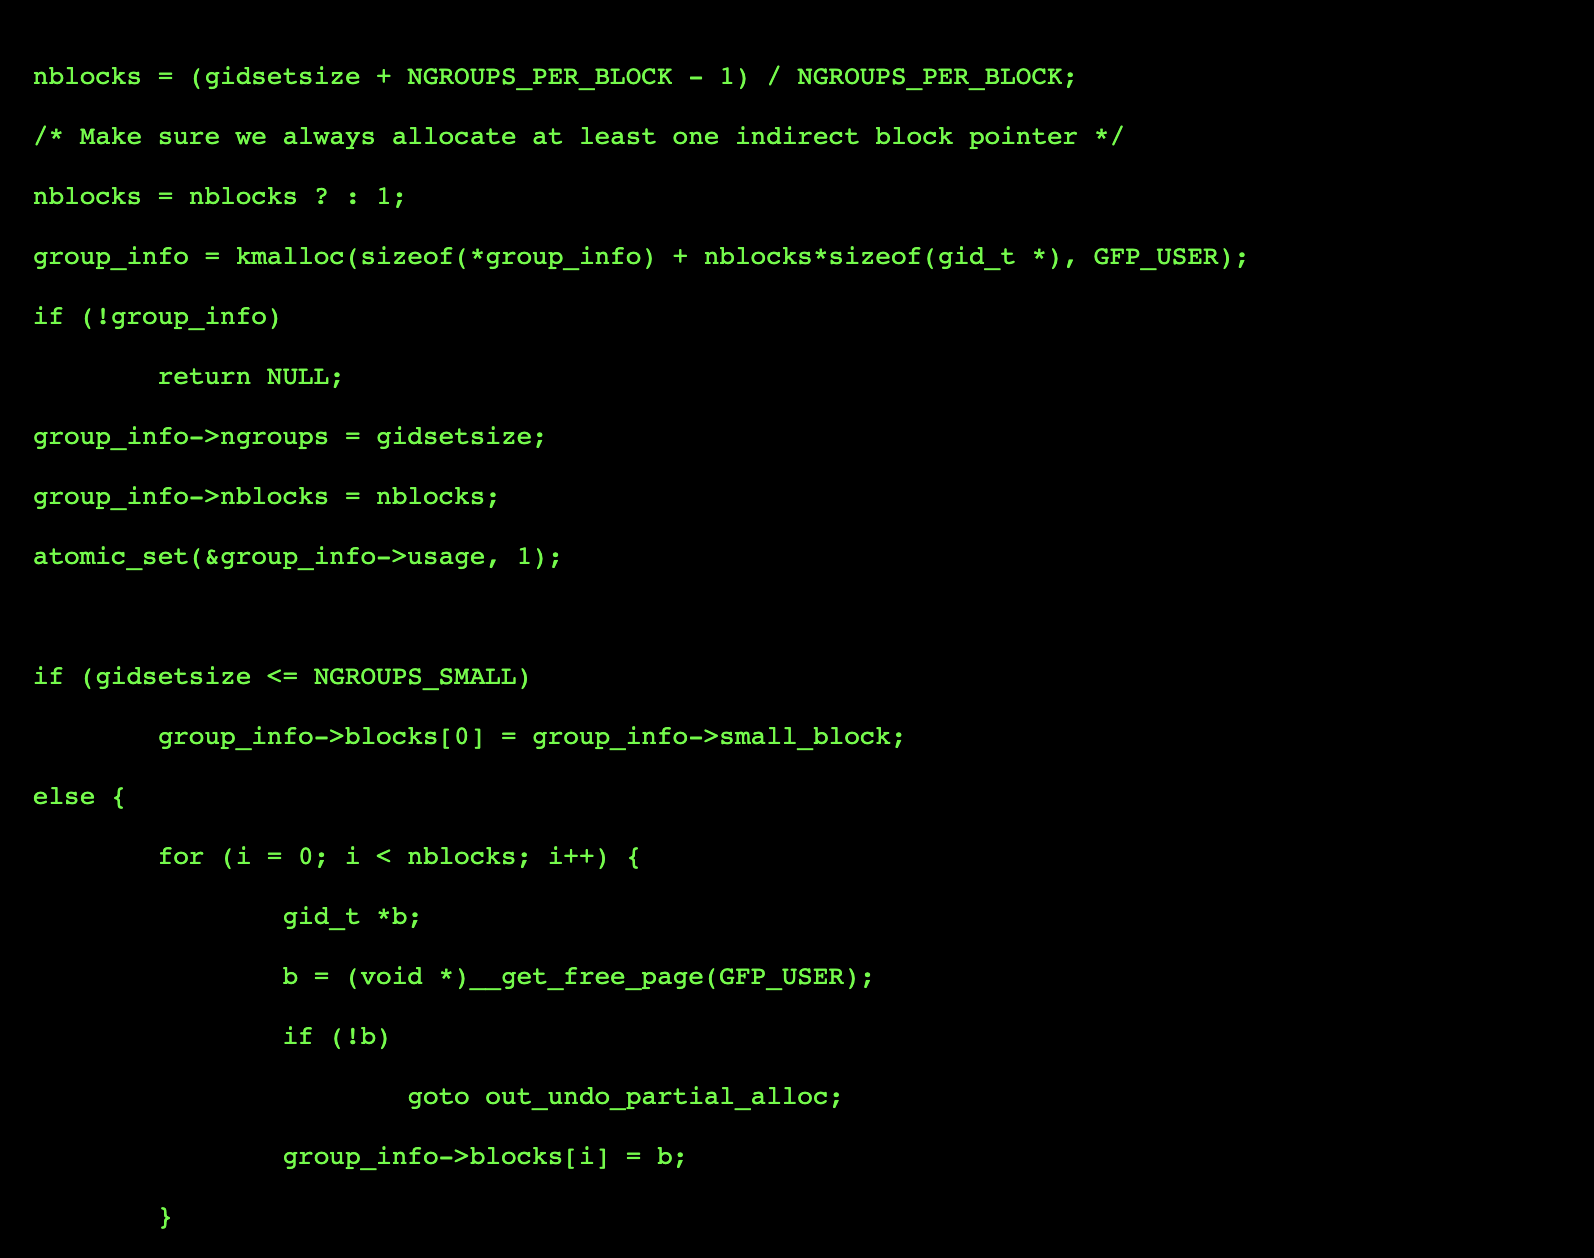 nblocks = (gidsetsize + NGROUPS_PER_BLOCK - 1) / NGROUPS_PER_BLOCK;
/* Make sure we always allocate at least one indirect block pointer */
nblocks = nblocks ? : 1;
group_info = kmalloc(sizeof(*group_info) + nblocks*sizeof(gid_t *), GFP_USER);
if (!group_info)
        return NULL;
group_info->ngroups = gidsetsize;
group_info->nblocks = nblocks;
atomic_set(&group_info->usage, 1);

if (gidsetsize <= NGROUPS_SMALL)
        group_info->blocks[0] = group_info->small_block;
else {
        for (i = 0; i < nblocks; i++) {
                gid_t *b;
                b = (void *)__get_free_page(GFP_USER);
                if (!b)
                        goto out_undo_partial_alloc;
                group_info->blocks[i] = b;
        }